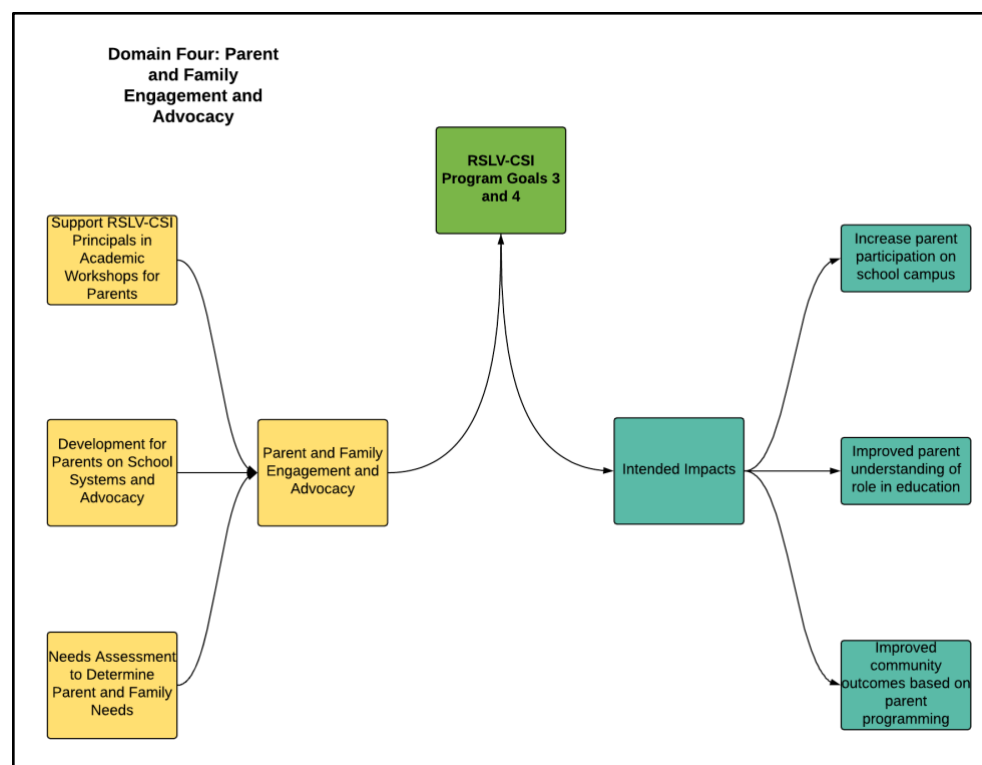 Domain Four: Parent
and Family
Engagement and
Advocacy
RSLV-CSI
Program Goals 3
and 4
Support RSLV-CSI
Principals in
Academic
Workshops for
Parents
Development for
Parents on School
Systems and
Advocacy
Needs Assessment
to Determine
Parent and Family
Needs
Parent and Family
Engagement and
Advocacy
Intended Impacts
Increase parent
participation on
school campus
Improved parent
understanding of
role in education
Improved
community
outcomes based on
parent
programming